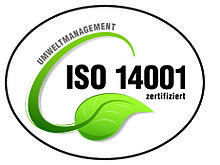 UMWELTMANAGEMENT
ISO 14001
zertifiziert